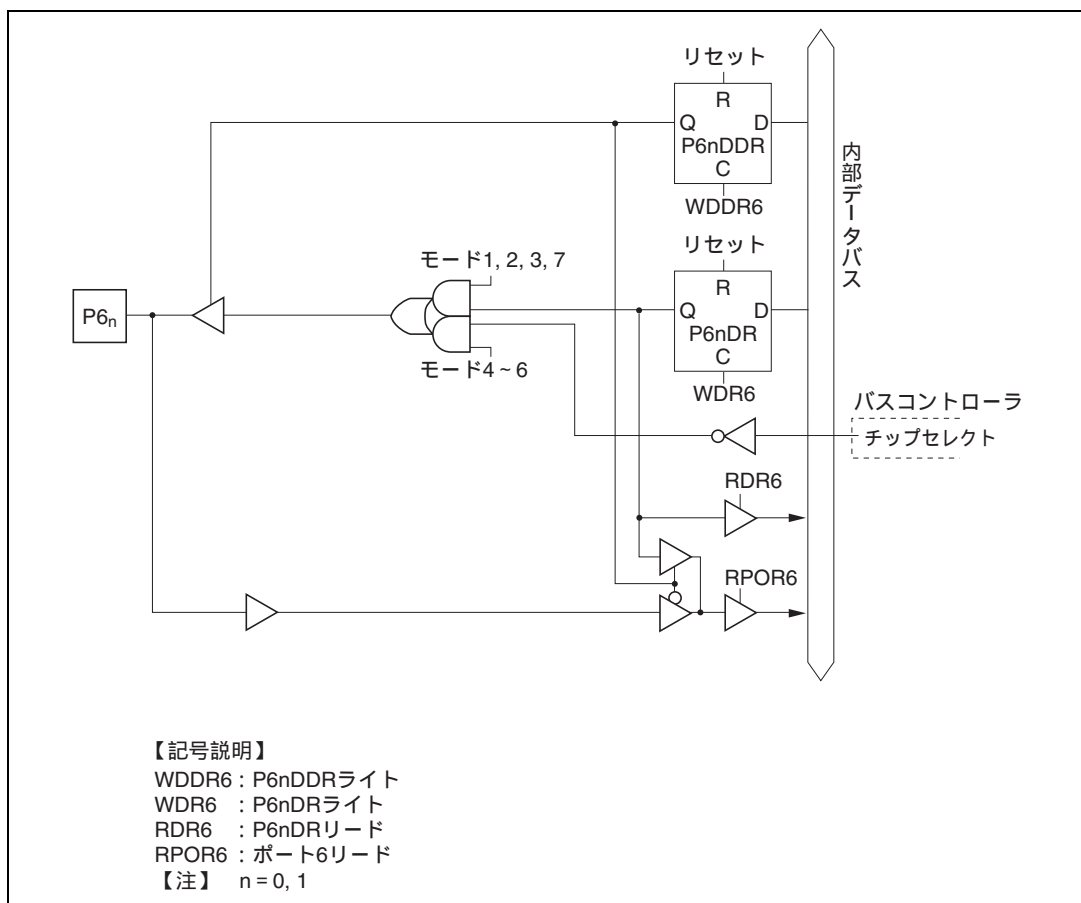 リセット
R
Q D
P6nDDR
C
WDDR6
内部データバス
リセット
モード1, 2, 3, 7
R
P6n
Q D
P6nDR
C
モード4~6
WDR6
バスコントローラ
チップセレクト
RDR6
RPOR6
【記号説明】
WDDR6 : P6nDDRライト
WDR6 : P6nDRライト
RDR6 : P6nDRリード
RPOR6 : ポート6リード
【注】 n = 0, 1